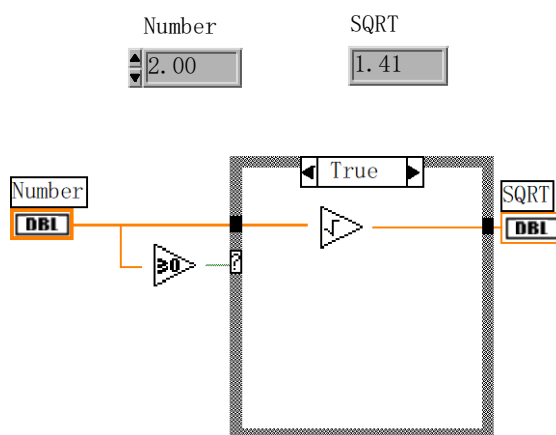 Number SQRT
2.00 1.41
True
Number SQRT
DBL DBL
√
≥0 ?